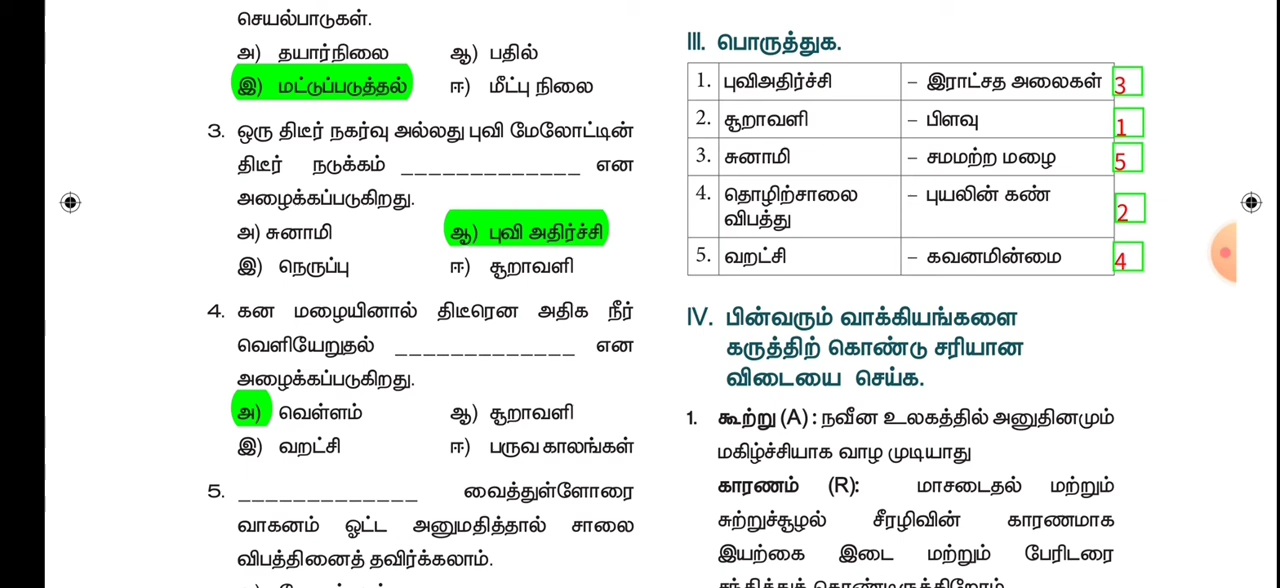 செயல்பாடுகள்.
அ) தயார்நிலை ஆ) பதில்
இ) மட்டுப்படுத்தல் ஈ) மீட்பு நிலை
3. ஒரு திடீர் நகர்வு அல்லது புவி மேலோட்டின்
திடீர் நடுக்கம் _____________ என
அழைக்கப்படுகிறது.
அ) சுனாமி ஆ) புவி அதிர்ச்சி
இ) நெருப்பு ஈ) சூறாவளி
4. கன மழையினால் திடீரென அதிக நீர்
வெளியேறுதல் _____________ என
அழைக்கப்படுகிறது.
அ) வெள்ளம் ஆ) சூறாவளி
இ) வறட்சி ஈ) பருவ காலங்கள்
5. _____________ வைத்துள்ளோரை
வாகனம் ஓட்ட அனுமதித்தால் சாலை
விபத்தினைத் தவிர்க்கலாம்.
III. பொருத்துக.
1. புவிஅதிர்ச்சி – இராட்சத அலைகள் 3
2. சூறாவளி – பிளவு 1
3. சுனாமி – சமமற்ற மழை 5
4. தொழிற்சாலை – புயலின் கண் 2
விபத்து
5. வறட்சி – கவனமின்மை 4
IV. பின்வரும் வாக்கியங்களை
கருத்திற் கொண்டு சரியான
விடையை செய்க.
1. கூற்று (A) : நவீன உலகத்தில் அனுதினமும்
மகிழ்ச்சியாக வாழ முடியாது
காரணம் (R): மாசடைதல் மற்றும்
சுற்றுச்சூழல் சீரழிவின் காரணமாக
இயற்கை இடை மற்றும் பேரிடரை
சந்தித்துக் கொண்டிருக்கிறோம்